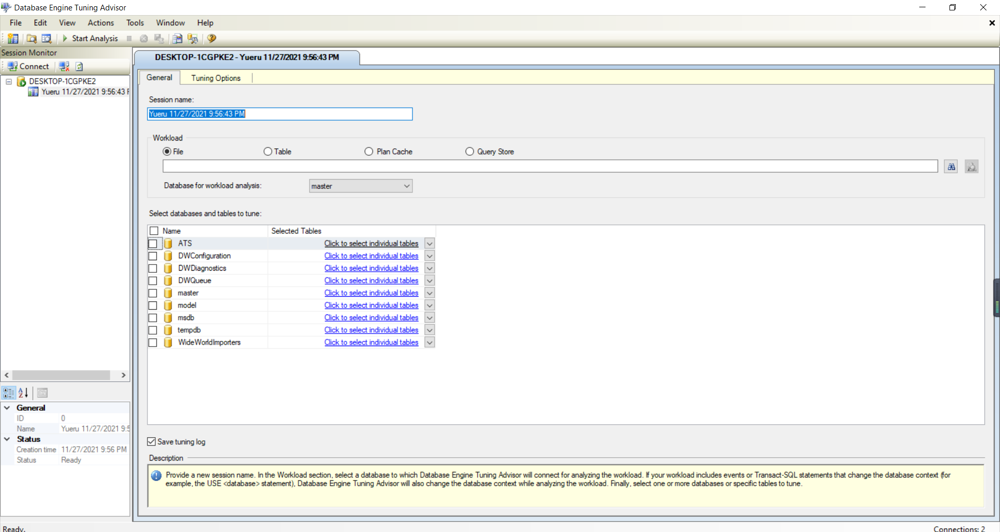 Database Engine Tuning Advisor
File Edit View Actions Tools Window Help
Start Analysis
Session Monitor
Connect
DESKTOP-1CGPKE2
Yueru 11/27/2021 9:56:43
DESKTOP-1CGPKE2 - Yueru 11/27/2021 9:56:43 PM
General Tuning Options
Session name:
Yueru 11/27/2021 9:56:43 PM
Workload
File Table Plan Cache Query Store
Database for workload analysis: master
Select databases and tables to tune:
Name Selected Tables
ATS Click to select individual tables
DWConfiguration Click to select individual tables
DWDiagnostics Click to select individual tables
DWQueue Click to select individual tables
master Click to select individual tables
model Click to select individual tables
msdb Click to select individual tables
tempdb Click to select individual tables
WideWorldImporters Click to select individual tables
General
ID 0
Name Yueru 11/27/2021 9:5
Status
Creation time 11/27/2021 9:56 PM
Status Ready
Save tuning log
Description
Provide a new session name. In the Workload section, select a database to which Database Engine Tuning Advisor will connect for analyzing the workload. If your workload includes events or Transact-SQL statements that change the database context (for
example, the USE <database> statement), Database Engine Tuning Advisor will also change the database context while analyzing the workload. Finally, select one or more databases or specific tables to tune.
Ready.
Connections: 2